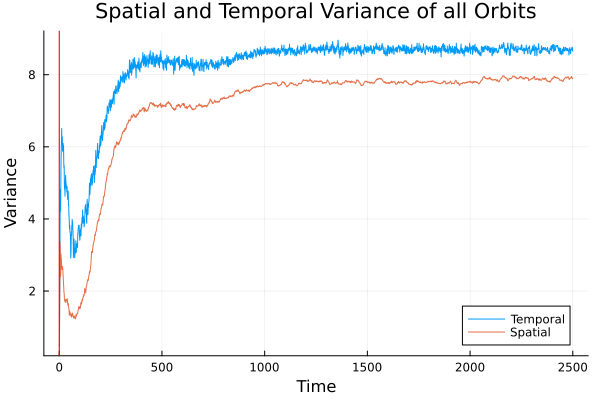 Spatial and Temporal Variance of all Orbits
Variance
8
6
4
2
Temporal
Spatial
0
500
1000
1500
2000
2500
Time